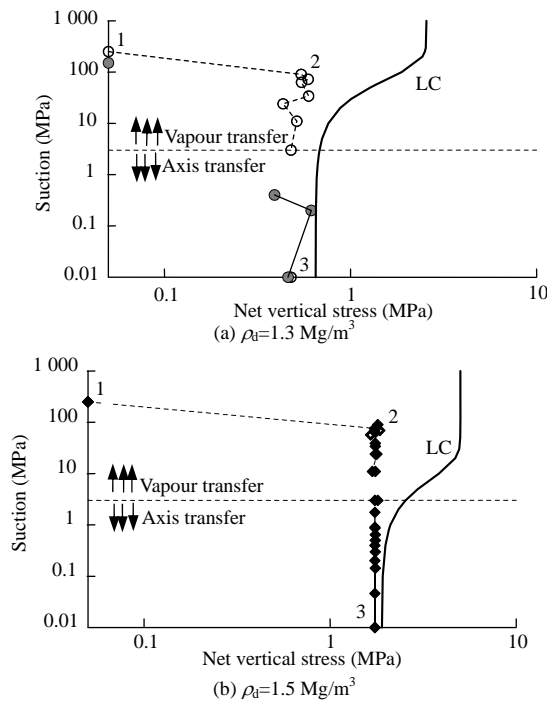 1 000
1
2
100
LC
Suction (MPa)
10
Vapour transfer
Axis transfer
1
0.1
3
0.01
0.1
1
10
Net vertical stress (MPa)
(a) ρd=1.3 Mg/m³
1 000
1
2
100
LC
Suction (MPa)
10
Vapour transfer
1
Axis transfer
0.1
3
0.01
0.1
1
10
Net vertical stress (MPa)
(b) ρd=1.5 Mg/m³